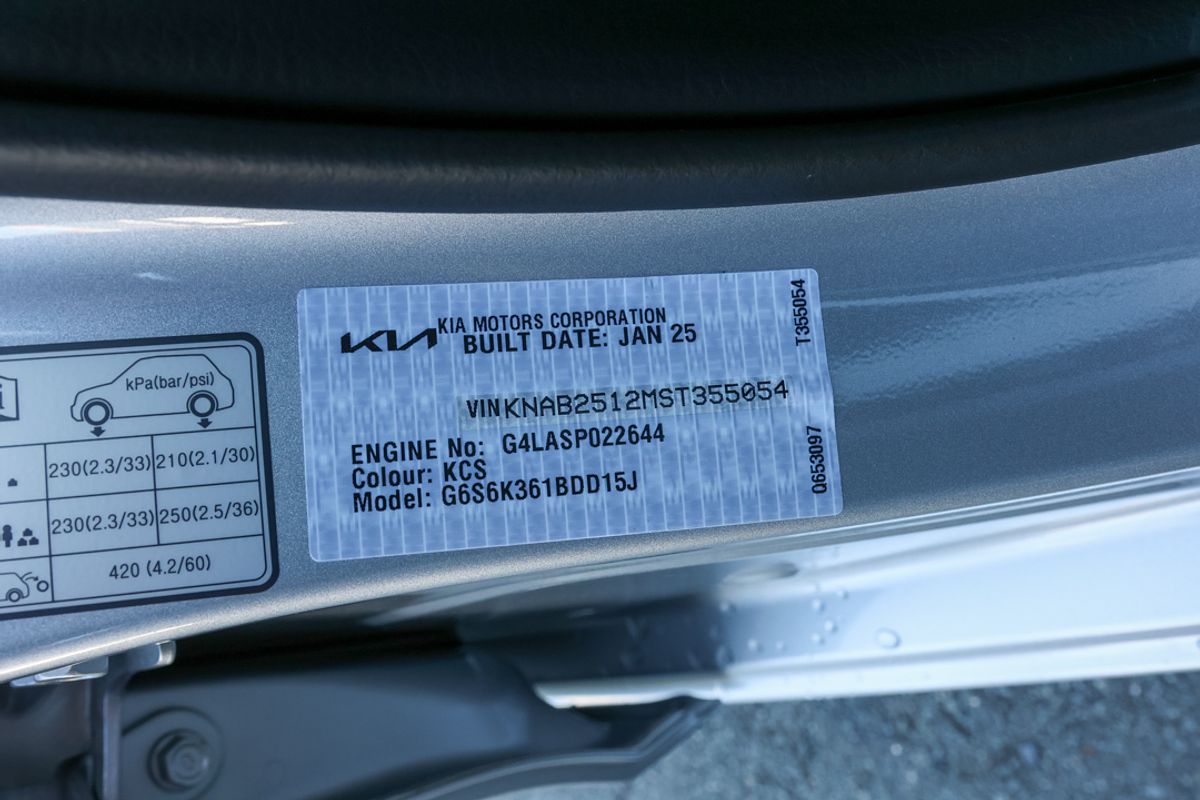 kPa(bar/psi)
230(2.3/33) 210(2.1/30)
230(2.3/33) 250(2.5/36)
420 (4.2/60)
KIA KIA MOTORS CORPORATION
BUILT DATE: JAN 25
VIN KNAB2512MST355054
ENGINE No: G4LASP022644
Colour: KCS
Model: G6S6K361BDD15J
T355054
Q653097